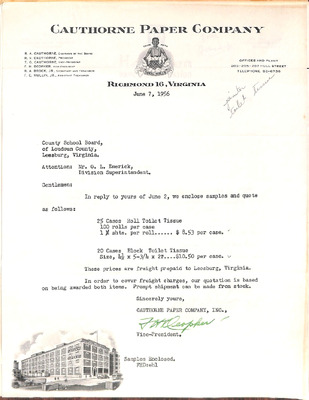 CAUTHORNE PAPER COMPANY
OFFICES AND PLANT
RICHMOND 16, VIRGINIA
June 7, 1956
County School Board,
of Loudoun County,
Leesburg, Virginia.
Attention: Mr. O. L. Emerick,
Division Superintendent.
Gentlemen:
In reply to yours of June 2, we enclose samples and quote
as follows:
25 Cases Roll Toilet Tissue
100 rolls per case
1 M shts. per roll...... $ 8.53 per case.
20 Cases Block Toilet Tissue
Size, 4½ x 5-3/4 x 2"....$10.50 per case.
These prices are freight prepaid to Leesburg, Virginia.
In order to cover freight charges, our quotation is based
on being awarded both items. Prompt shipment can be made from stock.
Sincerely yours,
CAUTHORNE PAPER COMPANY, INC.,
Vice-President.
Samples Enclosed.